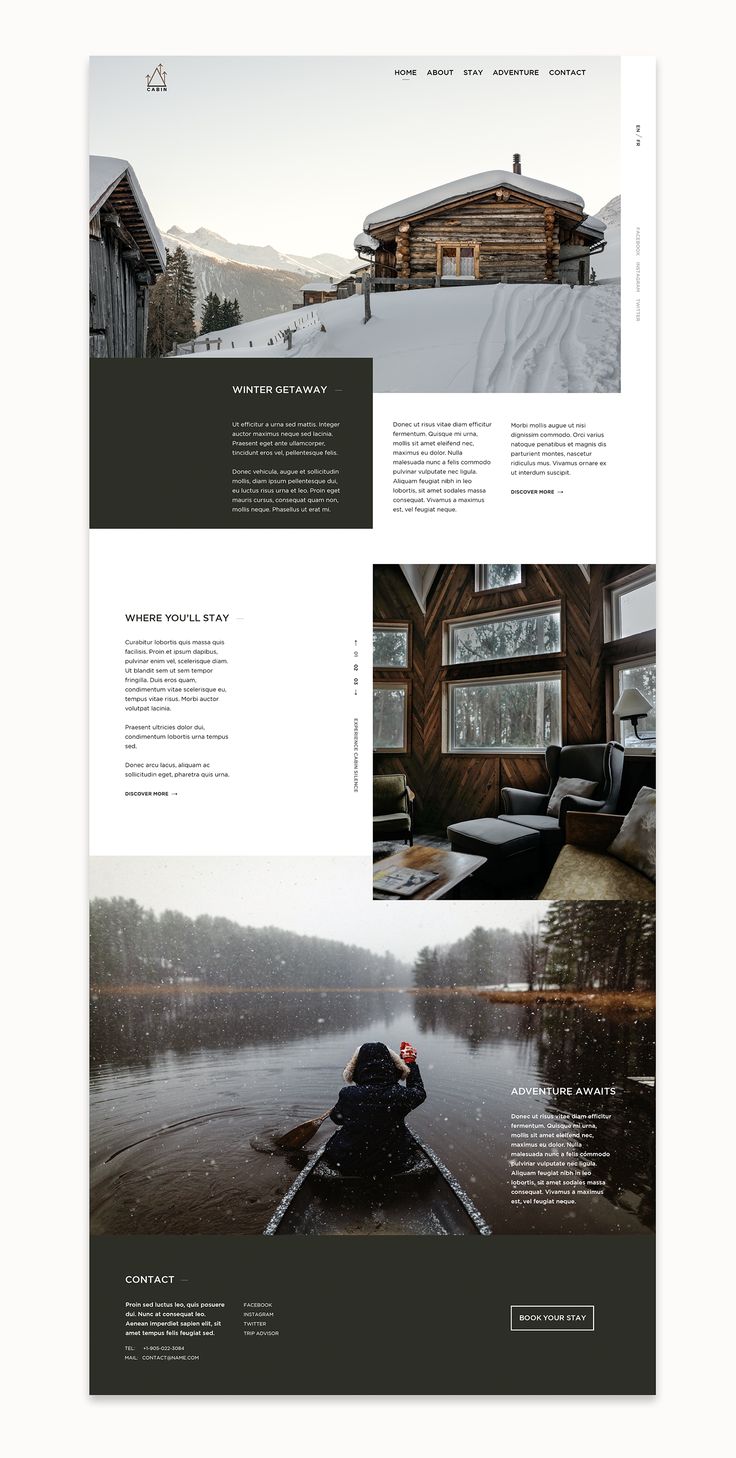 CABIN
HOME ABOUT STAY ADVENTURE CONTACT
EN / FR
FACEBOOK INSTAGRAM TWITTER
WINTER GETAWAY —
Ut efficitur a urna sed mattis. Integer
auctor maximus neque sed lacinia.
Praesent eget ante ullamcorper,
tincidunt eros vel, pellentesque felis.
Donec vehicula, augue et sollicitudin
mollis, diam ipsum pellentesque dui,
eu luctus risus urna et leo. Proin eget
mauris cursus, consequat quam non,
mollis neque. Phasellus ut erat mi.
Donec ut risus vitae diam efficitur
fermentum. Quisque mi urna,
mollis sit amet eleifend nec,
maximus eu dolor. Nulla
malesuada nunc a felis commodo
pulvinar vulputate nec ligula.
Aliquam feugiat nibh in leo
lobortis, sit amet sodales massa
consequat. Vivamus a maximus
est, vel feugiat neque.
Morbi mollis augue ut nisi
dignissim commodo. Orci varius
natoque penatibus et magnis dis
parturient montes, nascetur
ridiculus mus. Vivamus ornare ex
ut interdum suscipit.
DISCOVER MORE →
WHERE YOU'LL STAY —
Curabitur lobortis quis massa quis
facilisis. Proin et ipsum dapibus,
pulvinar enim vel, scelerisque diam.
Ut blandit sem ut sem tempor
fringilla. Duis eros quam,
condimentum vitae scelerisque eu,
tempus vitae risus. Morbi auctor
volutpat lacinia.
Praesent ultricies dolor dui,
condimentum lobortis urna tempus
sed.
Donec arcu lacus, aliquam ac
sollicitudin eget, pharetra quis urna.
DISCOVER MORE →
← 01 02 03 →
EXPERIENCE CABIN SILENCE
ADVENTURE AWAITS
Donec ut risus vitae diam efficitur
fermentum. Quisque mi urna,
mollis sit amet eleifend nec,
maximus eu dolor. Nulla
malesuada nunc a felis commodo
pulvinar vulputate nec ligula.
Aliquam feugiat nibh in leo
lobortis, sit amet sodales massa
consequat. Vivamus a maximus
est, vel feugiat neque.
CONTACT —
Proin sed luctus leo, quis posuere
dui. Nunc at consequat leo.
Aenean imperdiet sapien elit, sit
amet tempus felis feugiat sed.
TEL: +1-905-022-3084
MAIL: CONTACT@NAME.COM
FACEBOOK
INSTAGRAM
TWITTER
TRIP ADVISOR
BOOK YOUR STAY